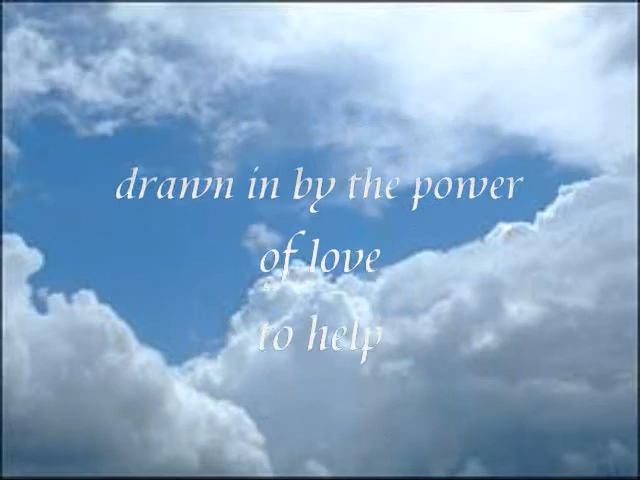 drawn in by the power
of love
to help